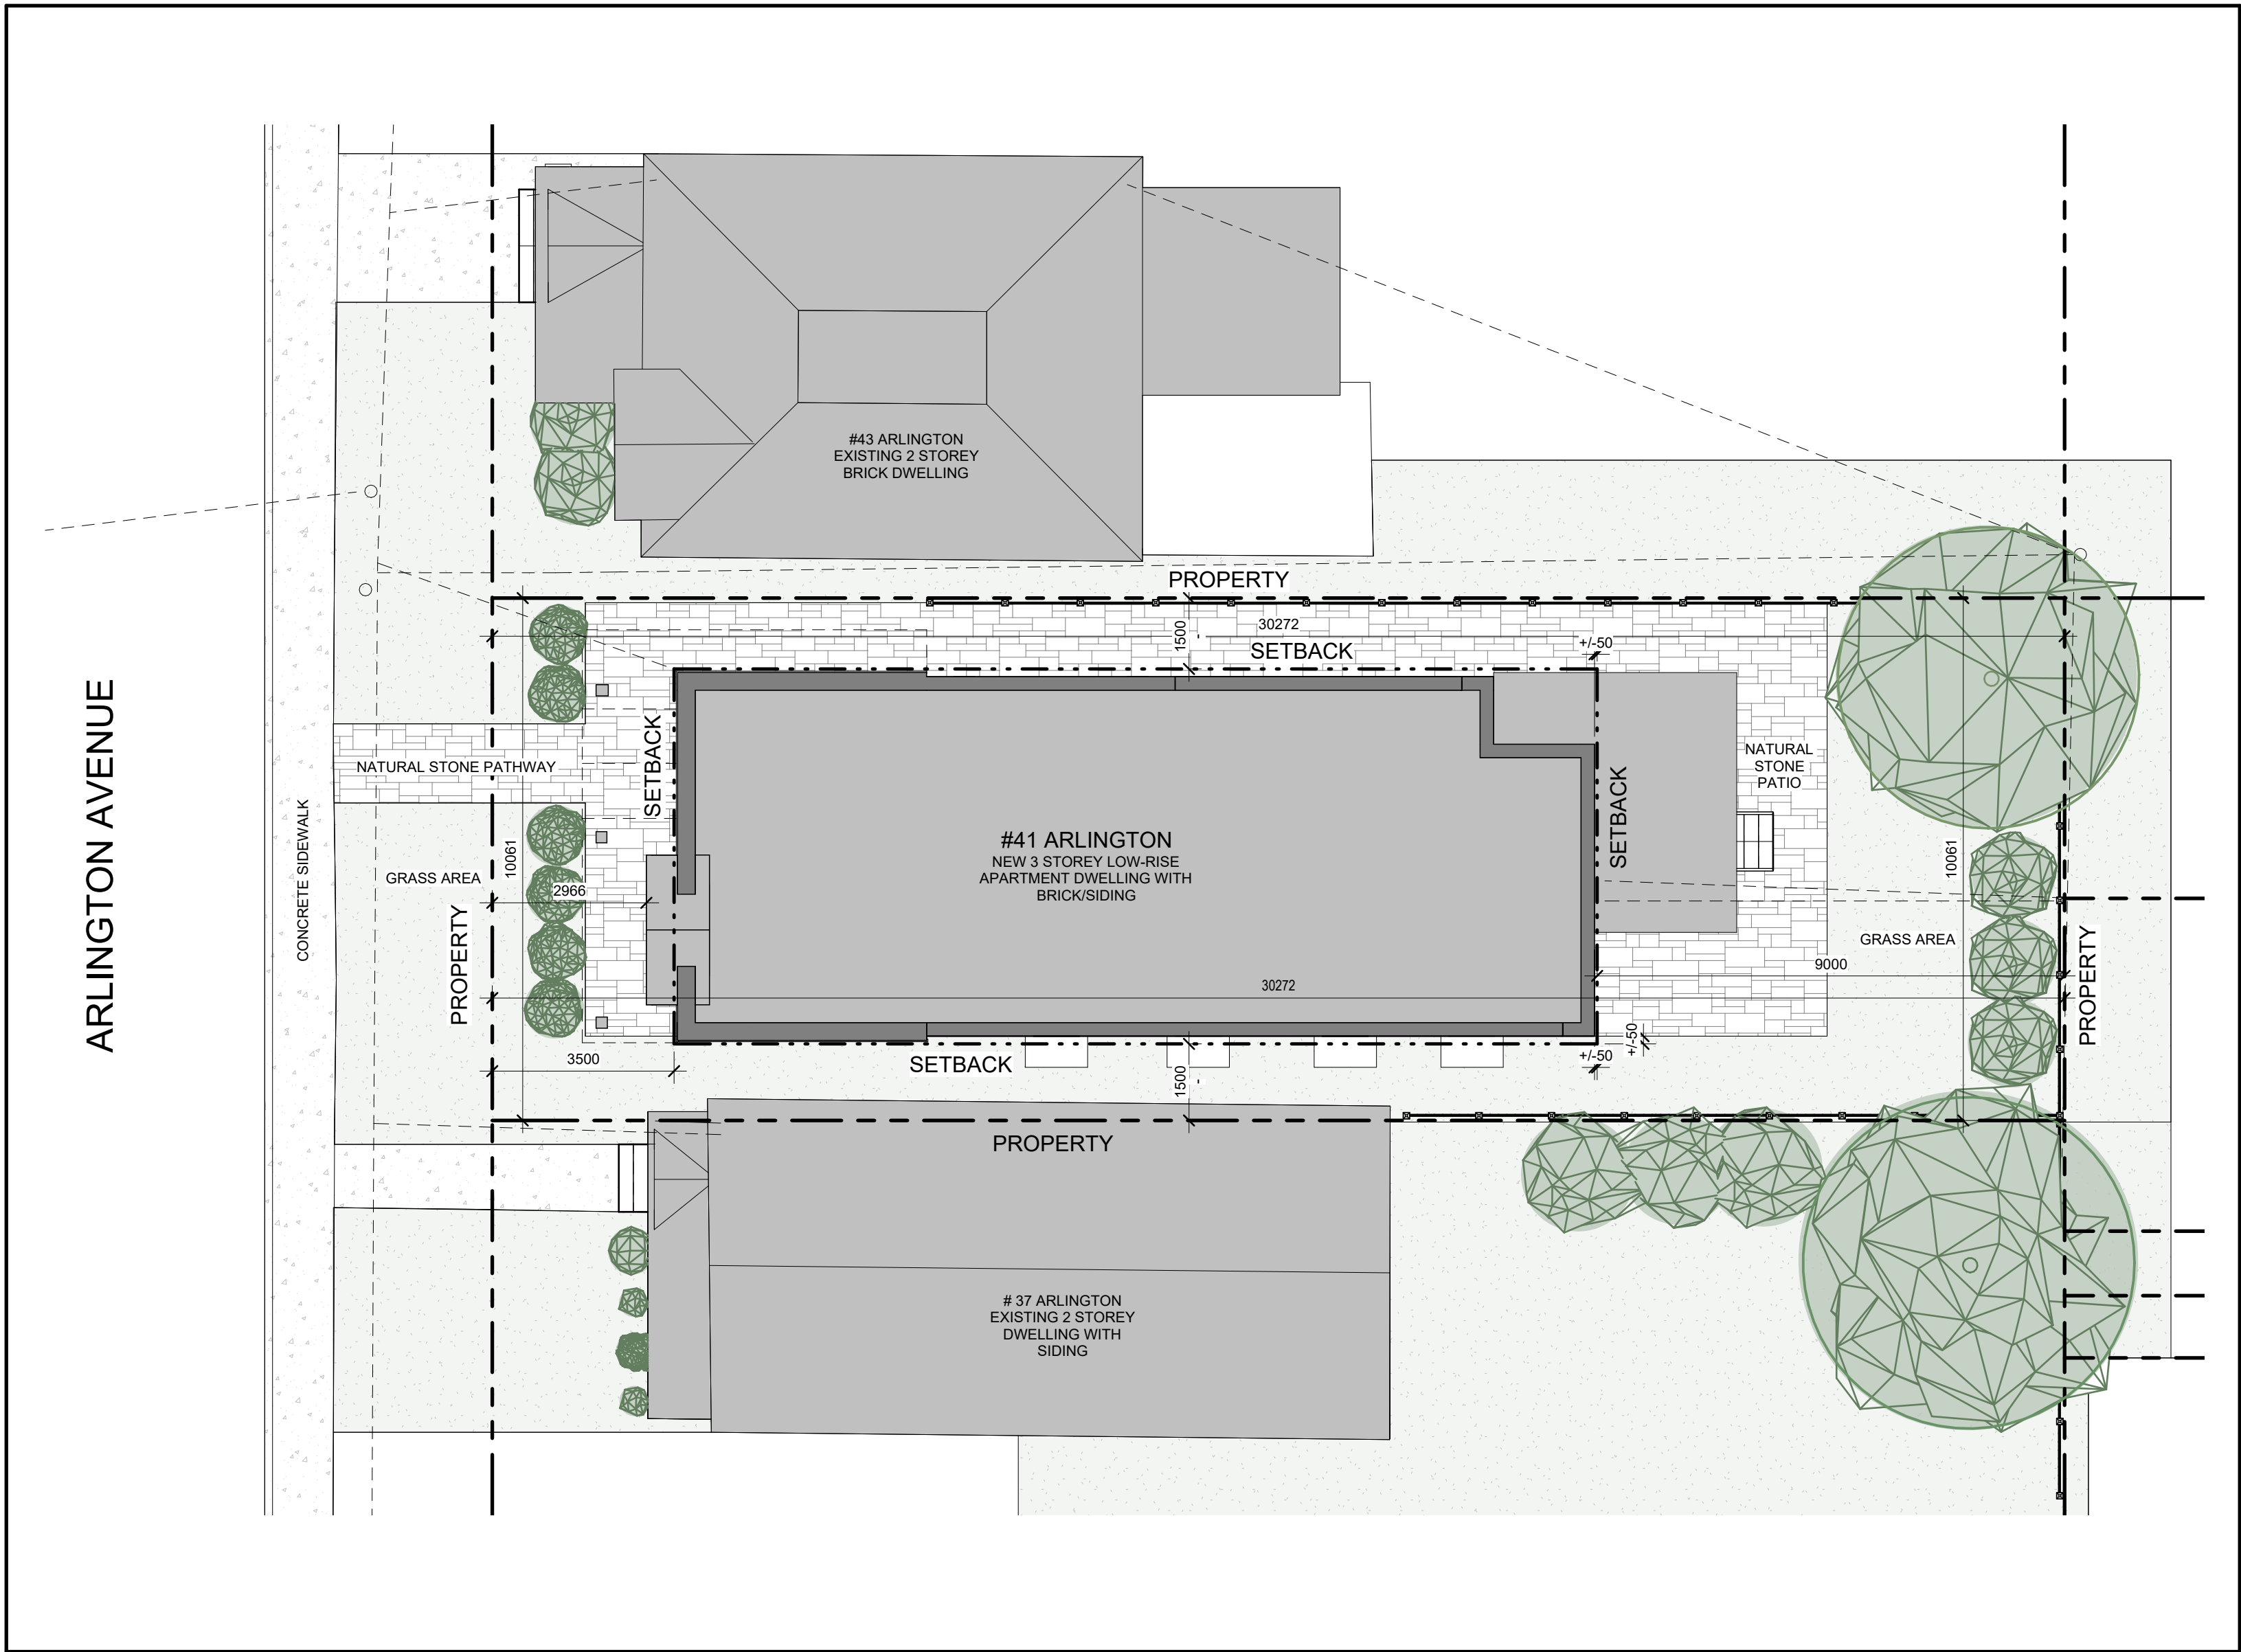 #43 ARLINGTON
EXISTING 2 STOREY
BRICK DWELLING
PROPERTY
1500
30272
SETBACK
+/-50
ARLINGTON AVENUE
CONCRETE SIDEWALK
NATURAL STONE PATHWAY
SETBACK
NATURAL
STONE
PATIO
SETBACK
#41 ARLINGTON
NEW 3 STOREY LOW-RISE
APARTMENT DWELLING WITH
BRICK/SIDING
10061
10061
GRASS AREA
2966
PROPERTY
GRASS AREA
PROPERTY
9000
30272
3500
SETBACK
1500
+/-50
+/-50
PROPERTY
# 37 ARLINGTON
EXISTING 2 STOREY
DWELLING WITH
SIDING